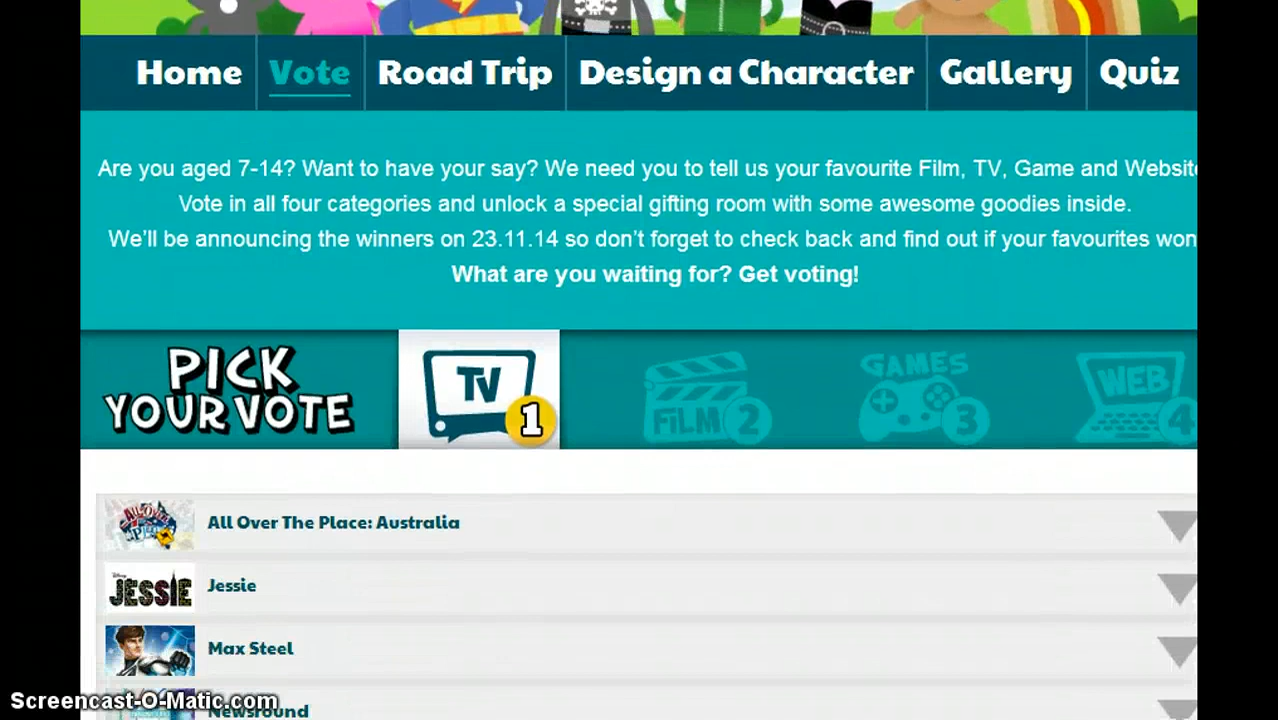 Home Vote Road Trip Design a Character Gallery Quiz
Are you aged 7-14? Want to have your say? We need you to tell us your favourite Film, TV, Game and Website
Vote in all four categories and unlock a special gifting room with some awesome goodies inside.
We'll be announcing the winners on 23.11.14 so don't forget to check back and find out if your favourites won
What are you waiting for? Get voting!
PICK
YOUR VOTE
TV 1
FILM 2
GAMES 3
WEB 4
All Over The Place: Australia
Disney
JESSIE
Jessie
Max Steel
Newsround
Screencast-O-Matic.com